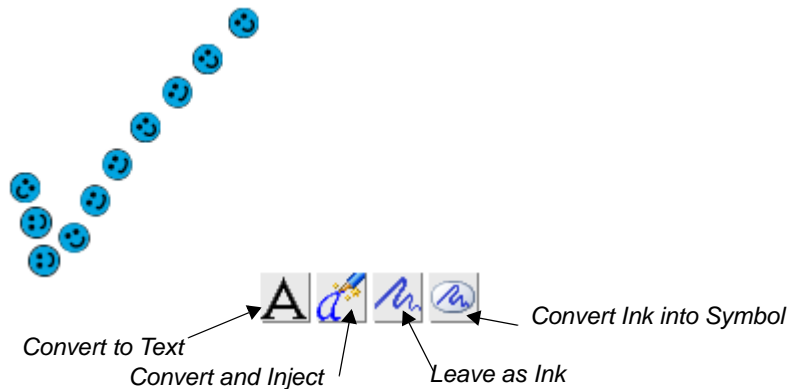 A
Convert Ink into Symbol
Convert to Text
Convert and Inject
Leave as Ink